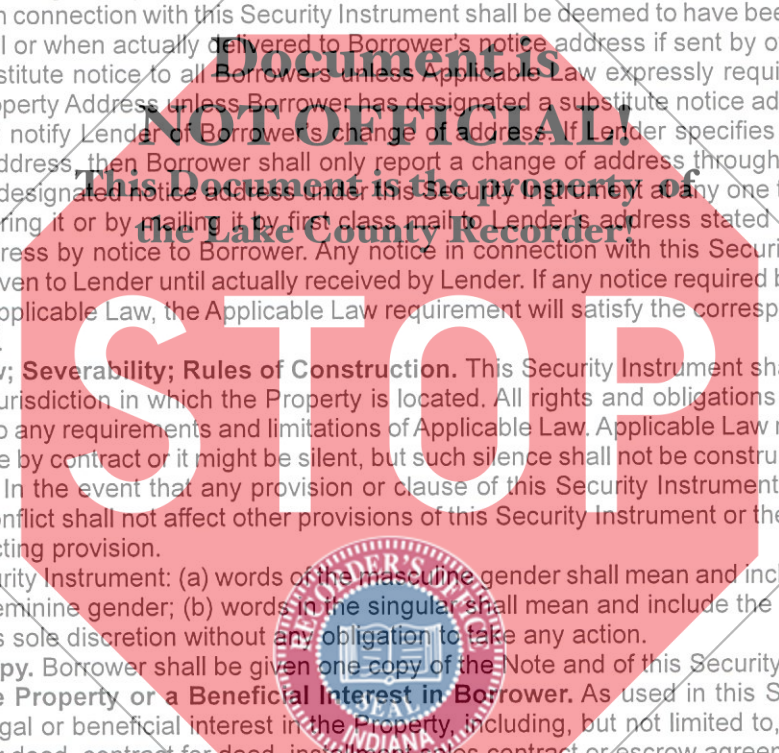 n connection with this Security Instrument shall be deemed to have bee
l or when actually delivered to Borrower's notice address if sent by o
stitute notice to all Borrowers unless Applicable Law expressly requi
operty Address unless Borrower has designated a substitute notice ad
notify Lender of Borrower's change of address. If Lender specifies
ddress, then Borrower shall only report a change of address through
designated notice address under this Security Instrument at any one t
ring it or by mailing it by first class mail to Lender's address stated
ress by notice to Borrower. Any notice in connection with this Securi
ven to Lender until actually received by Lender. If any notice required b
pplicable Law, the Applicable Law requirement will satisfy the corresp
.
w; Severability; Rules of Construction. This Security Instrument sha
urisdiction in which the Property is located. All rights and obligations
o any requirements and limitations of Applicable Law. Applicable Law
e by contract or it might be silent, but such silence shall not be constru
In the event that any provision or clause of this Security Instrument
onflict shall not affect other provisions of this Security Instrument or the
cting provision.
urity Instrument: (a) words of the masculine gender shall mean and incl
eminine gender; (b) words in the singular shall mean and include the
s sole discretion without any obligation to take any action.
py. Borrower shall be given one copy of the Note and of this Security
e Property or a Beneficial Interest in Borrower. As used in this S
gal or beneficial interest in the Property, including, but not limited to,
r deed, contract for deed, installment sales contract or escrow agreem
Document is
NOT OFFICIAL!
This Document is the property of
the Lake County Recorder!
STOP
RECORDER'S OFFICE
SEAL
INDIANA